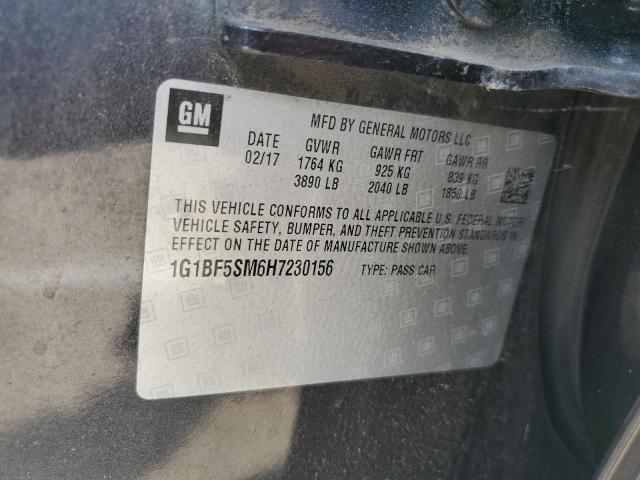 GM
MFD BY GENERAL MOTORS LLC
DATE GVWR GAWR FRT GAWR RR
02/17 1764 KG 925 KG 839 KG
3890 LB 2040 LB 1850 LB
THIS VEHICLE CONFORMS TO ALL APPLICABLE U.S. FEDERAL MOTOR
VEHICLE SAFETY, BUMPER, AND THEFT PREVENTION STANDARDS IN
EFFECT ON THE DATE OF MANUFACTURE SHOWN ABOVE.
1G1BF5SM6H7230156 TYPE: PASS CAR